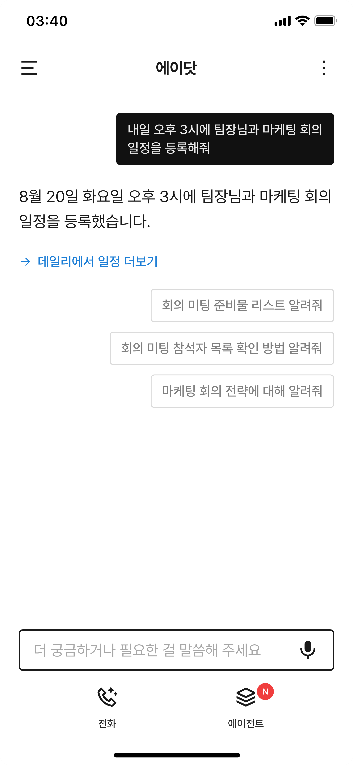 03:40
에이닷
내일 오후 3시에 팀장님과 마케팅 회의
일정을 등록해줘
8월 20일 화요일 오후 3시에 팀장님과 마케팅 회의
일정을 등록했습니다.
→ 데일리에서 일정 더보기
회의 미팅 준비물 리스트 알려줘
회의 미팅 참석자 목록 확인 방법 알려줘
마케팅 회의 전략에 대해 알려줘
더 궁금하거나 필요한 걸 말씀해 주세요
N
전화
에이전트